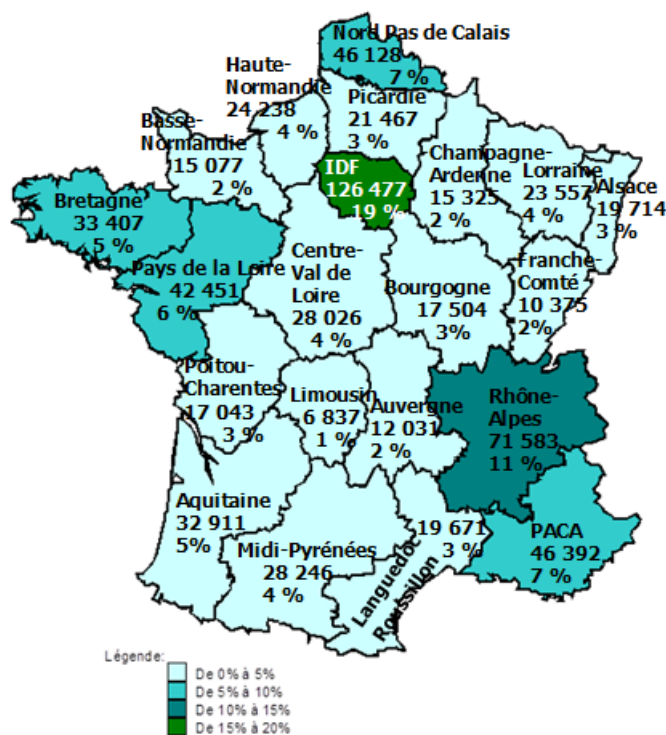 Nord Pas de Calais
46 128
7 %
Haute-
Normandie
24 238
4 %
Picardie
21 467
3 %
Basse-
Normandie
15 077
2 %
IDF
126 477
19 %
Champagne-
Ardenne
15 325
2 %
Lorraine
23 557
4 %
Alsace
19 714
3 %
Bretagne
33 407
5 %
Pays de la Loire
42 451
6 %
Centre-
Val de
Loire
28 026
4 %
Bourgogne
17 504
3%
Franche-
Comté
10 375
2%
Poitou-
Charentes
17 043
3 %
Limousin
6 837
1 %
Auvergne
12 031
2 %
Rhône-
Alpes
71 583
11 %
Aquitaine
32 911
5%
Midi-Pyrénées
28 246
4 %
Languedoc
Roussillon
19 671
3 %
PACA
46 392
7 %
Légende:
De 0% à 5%
De 5% à 10%
De 10% à 15%
De 15% à 20%